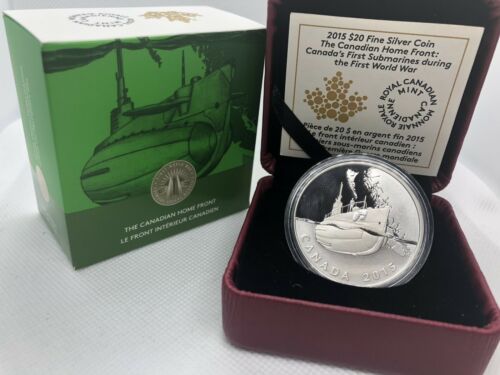 THE CANADIAN HOME FRONT
LE FRONT INTÉRIEUR CANADIEN
2015 $20 Fine Silver Coin
The Canadian Home Front:
Canada's First Submarines during
the First World War
ROYAL CANADIAN MINT
MONNAIE ROYALE CANADIENNE
Pièce de 20 $ en argent fin 2015
e front intérieur canadien :
iers sous-marins canadiens
mondiale
CANADA 2015